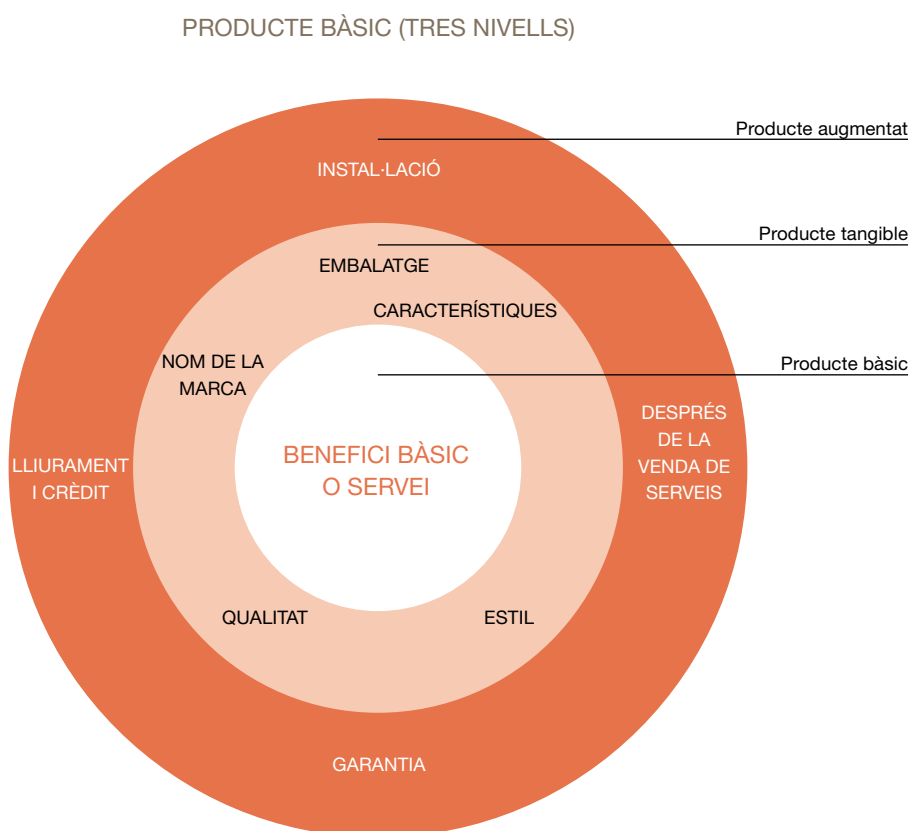 PRODUCTE BÀSIC (TRES NIVELLS)
Producte augmentat
INSTAL·LACIÓ
Producte tangible
EMBALATGE
CARACTERÍSTIQUES
NOM DE LA
MARCA
Producte bàsic
DESPRÉS
DE LA
VENDA DE
SERVEIS
LLIURAMENT
I CRÈDIT
BENEFICI BÀSIC
O SERVEI
QUALITAT
ESTIL
GARANTIA